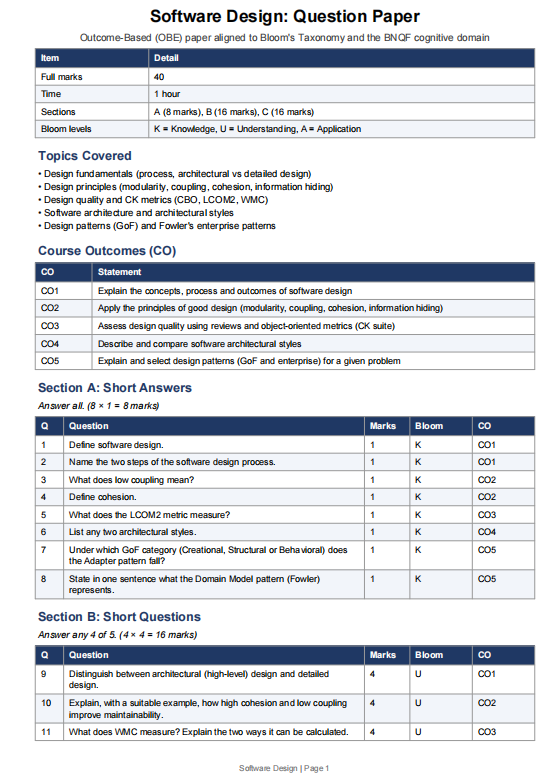 Software Design: Question Paper
Outcome-Based (OBE) paper aligned to Bloom's Taxonomy and the BNQF cognitive domain
Item Detail
Full marks 40
Time 1 hour
Sections A (8 marks), B (16 marks), C (16 marks)
Bloom levels K = Knowledge, U = Understanding, A = Application
Topics Covered
• Design fundamentals (process, architectural vs detailed design)
• Design principles (modularity, coupling, cohesion, information hiding)
• Design quality and CK metrics (CBO, LCOM2, WMC)
• Software architecture and architectural styles
• Design patterns (GoF) and Fowler's enterprise patterns
Course Outcomes (CO)
CO Statement
CO1 Explain the concepts, process and outcomes of software design
CO2 Apply the principles of good design (modularity, coupling, cohesion, information hiding)
CO3 Assess design quality using reviews and object-oriented metrics (CK suite)
CO4 Describe and compare software architectural styles
CO5 Explain and select design patterns (GoF and enterprise) for a given problem
Section A: Short Answers
Answer all. (8 × 1 = 8 marks)
Q Question Marks Bloom CO
1 Define software design. 1 K CO1
2 Name the two steps of the software design process. 1 K CO1
3 What does low coupling mean? 1 K CO2
4 Define cohesion. 1 K CO2
5 What does the LCOM2 metric measure? 1 K CO3
6 List any two architectural styles. 1 K CO4
7 Under which GoF category (Creational, Structural or Behavioral) does 1 K CO5
the Adapter pattern fall?
8 State in one sentence what the Domain Model pattern (Fowler) 1 K CO5
represents.
Section B: Short Questions
Answer any 4 of 5. (4 × 4 = 16 marks)
Q Question Marks Bloom CO
9 Distinguish between architectural (high-level) design and detailed 4 U CO1
design.
10 Explain, with a suitable example, how high cohesion and low coupling 4 U CO2
improve maintainability.
11 What does WMC measure? Explain the two ways it can be calculated. 4 U CO3
Software Design | Page 1